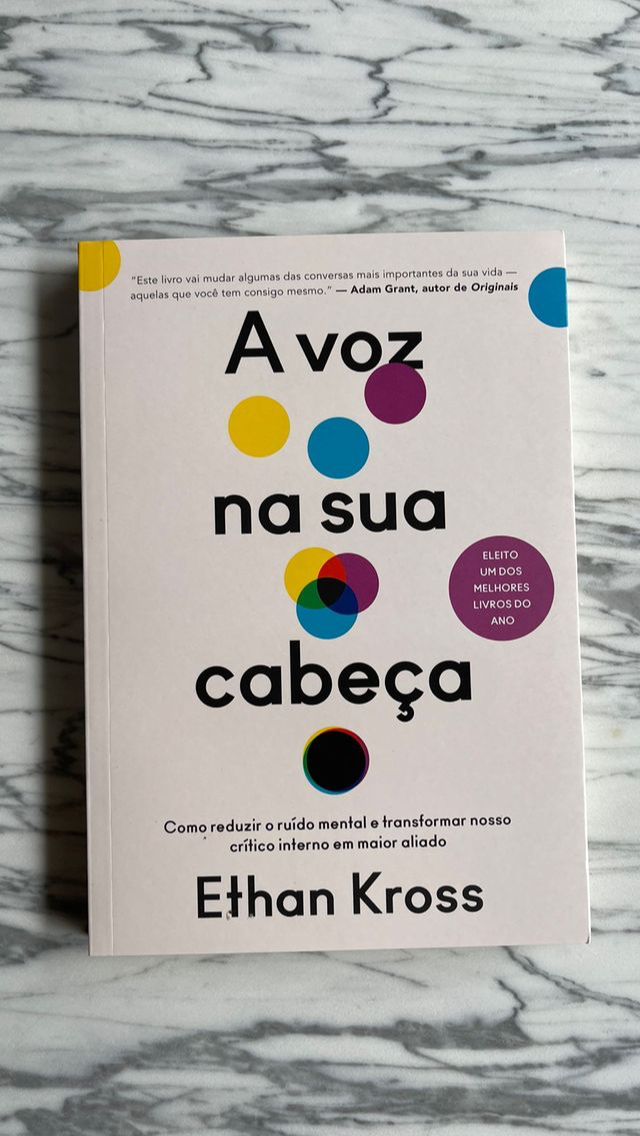 "Este livro vai mudar algumas das conversas mais importantes da sua vida —
aquelas que você tem consigo mesmo." — Adam Grant, autor de Originais
A voz
na sua
ELEITO
UM DOS
MELHORES
LIVROS DO
ANO
cabeça
Como reduzir o ruído mental e transformar nosso
crítico interno em maior aliado
Ethan Kross